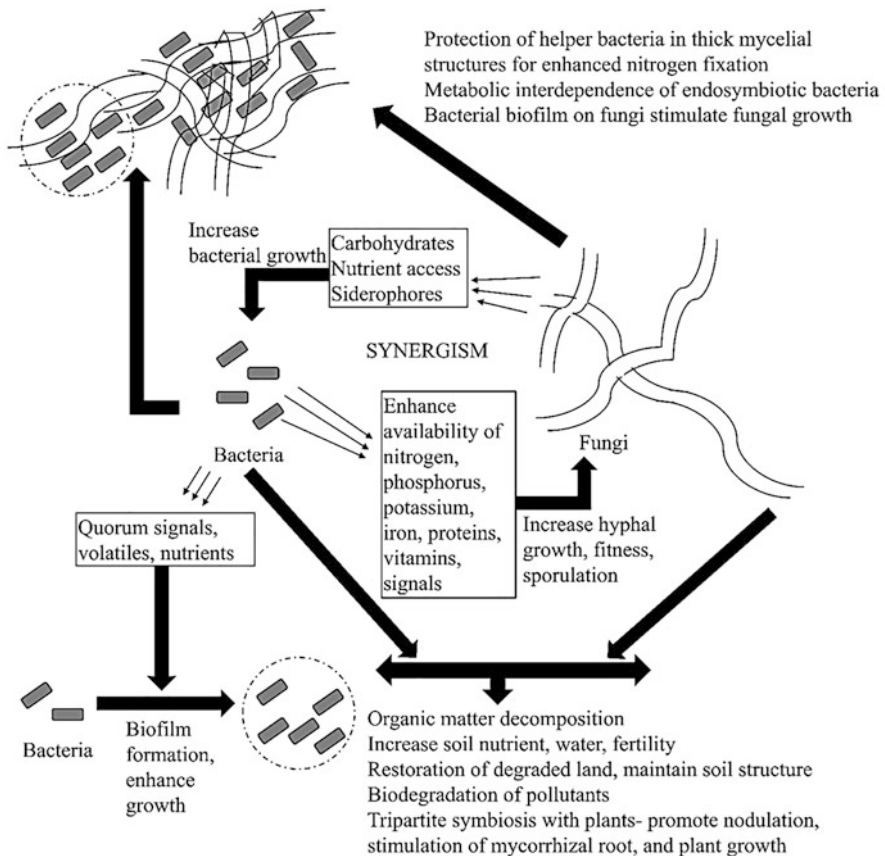 Protection of helper bacteria in thick mycelial
structures for enhanced nitrogen fixation
Metabolic interdependence of endosymbiotic bacteria
Bacterial biofilm on fungi stimulate fungal growth
Increase
bacterial growth
Carbohydrates
Nutrient access
Siderophores
SYNERGISM
Bacteria
Enhance
availability of
nitrogen,
phosphorus,
potassium,
iron, proteins,
vitamins,
signals
Fungi
Increase hyphal
growth, fitness,
sporulation
Quorum signals,
volatiles, nutrients
Bacteria
Biofilm
formation,
enhance
growth
Organic matter decomposition
Increase soil nutrient, water, fertility
Restoration of degraded land, maintain soil structure
Biodegradation of pollutants
Tripartite symbiosis with plants- promote nodulation,
stimulation of mycorrhizal root, and plant growth